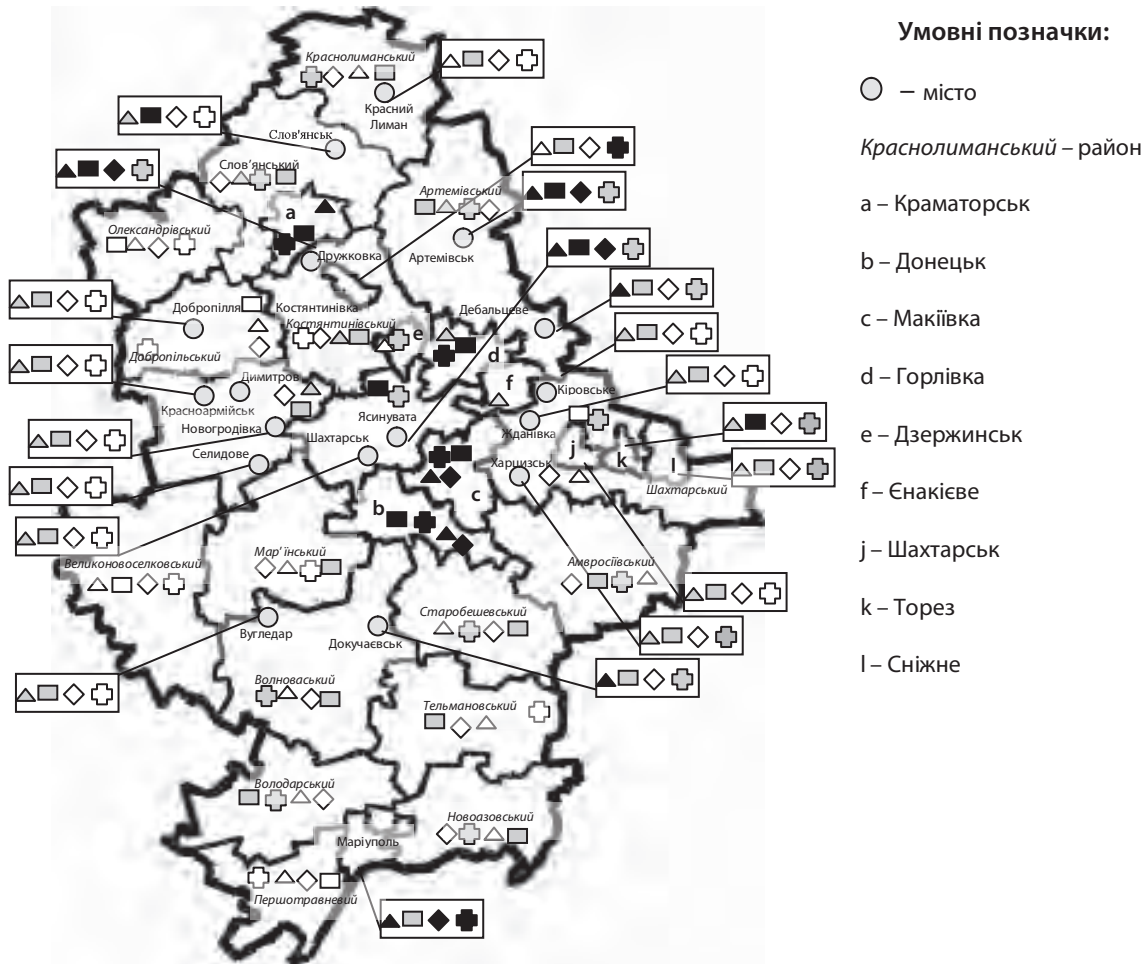 Умовні позначки:
– місто
Краснолиманський – район
a – Краматорськ
b – Донецьк
c – Макіївка
d – Горлівка
e – Дзержинськ
f – Єнакієве
j – Шахтарськ
k – Торез
l – Сніжне
Краснолиманський
Красний
Лиман
Слов'янськ
Слов'янський
Артемівський
a
Олександрівський
Дружковка
Артемівськ
Добропілля
Костянтинівка
Дебальцеве
Костянтинівський
e
d
Добропільський
Димитров
f
Кіровське
Красноармійськ
Ясинувата
Новогродівка
Жданівка
Шахтарськ
j
k
l
Селидове
Харцизськ
Шахтарський
c
b
Мар'їнський
Великоновоселковський
Амвросіївський
Старобешевський
Вугледар
Докучаєвськ
Волноваський
Тельмановський
Володарський
Новоазовський
Маріуполь
Першотравневий